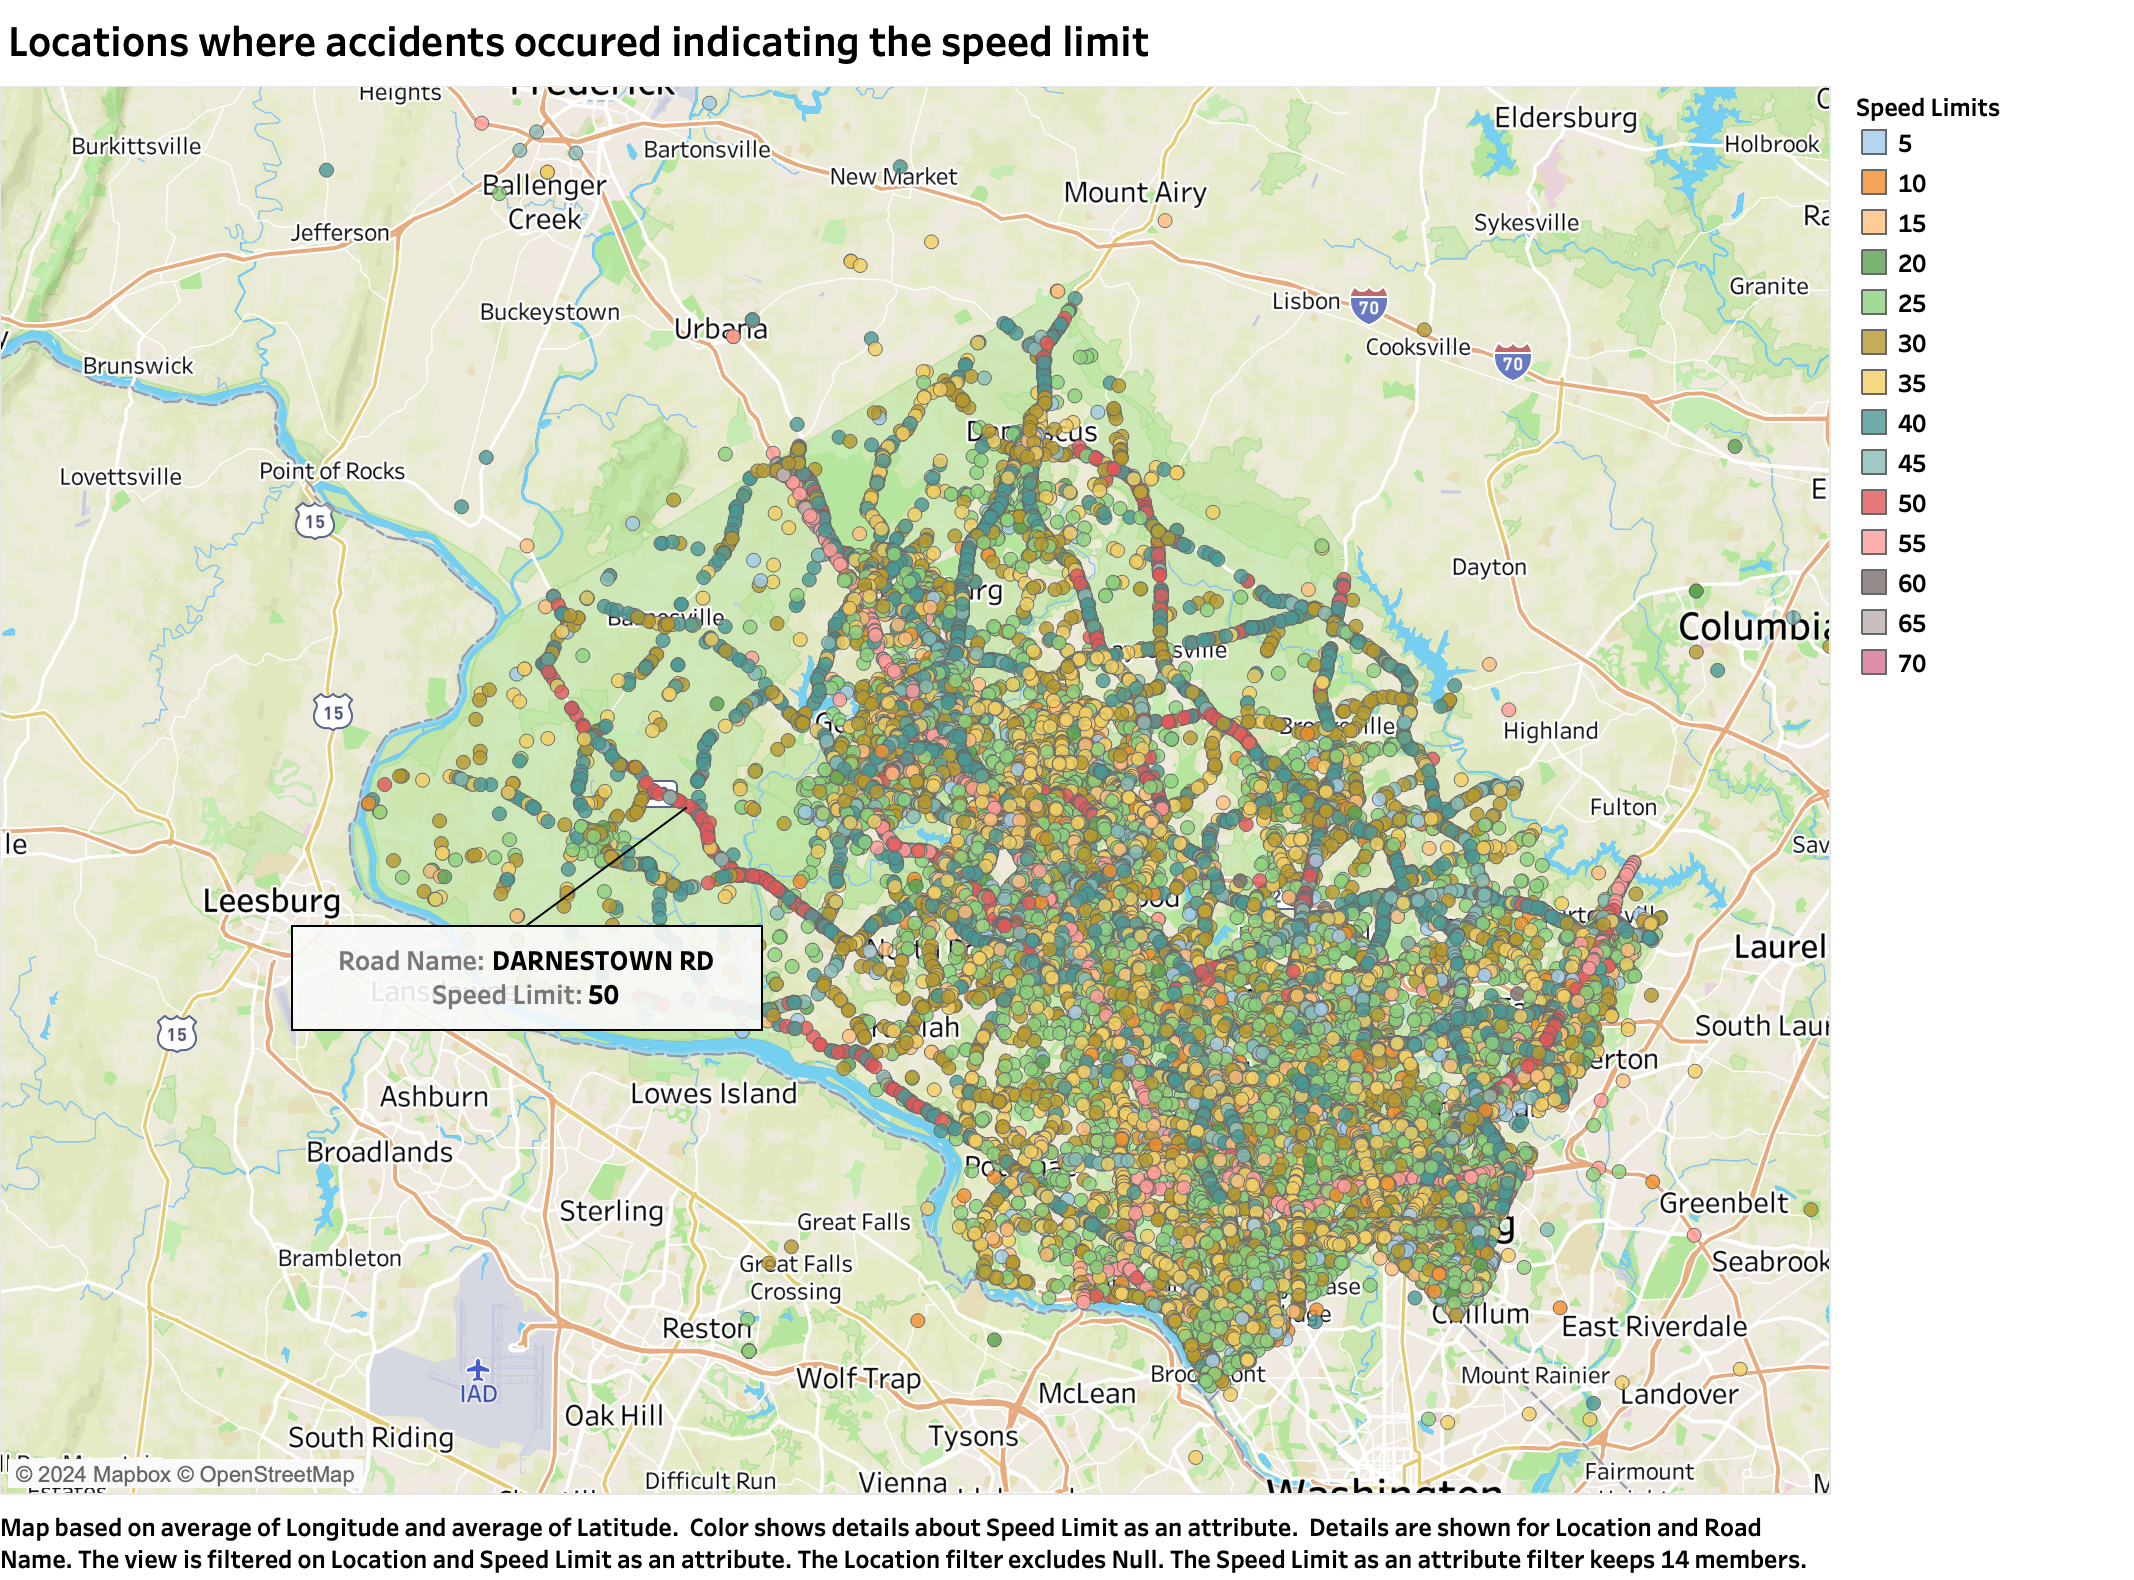 Locations where accidents occured indicating the speed limit
Heights
Frederick
Burkittsville
Bartonsville
New Market
Eldersburg
Holbrook
Ballenger
Creek
Mount Airy
Jefferson
Sykesville
Buckeystown
Urbana
Lisbon
70
Granite
Cooksville
70
Brunswick
Damascus
Lovettsville
Point of Rocks
15
Dayton
Barnesville
Columbia
Laytonsville
15
Brookeville
Highland
Fulton
Leesburg
Laurel
Road Name: DARNESTOWN RD
Speed Limit: 50
15
South Laur
Ashburn
Lowes Island
Broadlands
Sterling
Great Falls
Greenbelt
Brambleton
Great Falls
Crossing
Seabrook
Reston
Chillum
East Riverdale
Wolf Trap
McLean
Mount Rainier
Landover
IAD
Oak Hill
South Riding
Tysons
Difficult Run
Vienna
Fairmount
Washington
© 2024 Mapbox © OpenStreetMap
Speed Limits
5
10
15
20
25
30
35
40
45
50
55
60
65
70
Map based on average of Longitude and average of Latitude.  Color shows details about Speed Limit as an attribute.  Details are shown for Location and Road
Name. The view is filtered on Location and Speed Limit as an attribute. The Location filter excludes Null. The Speed Limit as an attribute filter keeps 14 members.